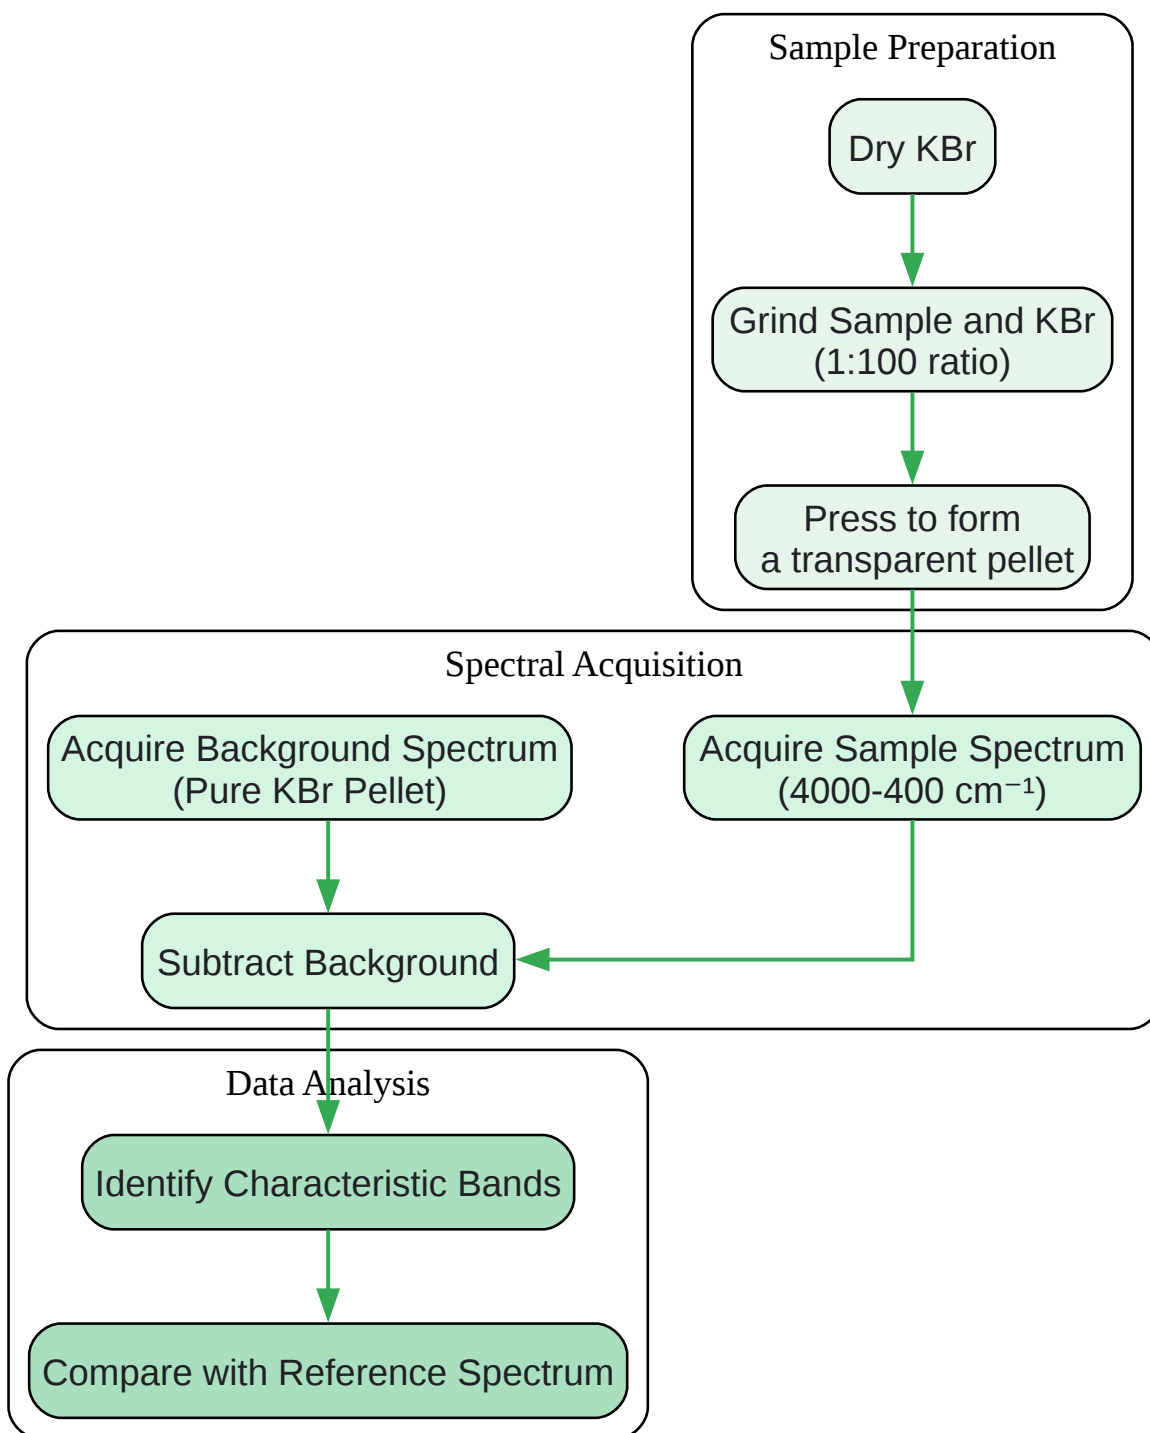 Sample Preparation
Dry KBr
Grind Sample and KBr
(1:100 ratio)
Press to form
a transparent pellet
Spectral Acquisition
Acquire Background Spectrum
(Pure KBr Pellet)
Acquire Sample Spectrum
(4000-400 cm⁻¹)
Subtract Background
Data Analysis
Identify Characteristic Bands
Compare with Reference Spectrum